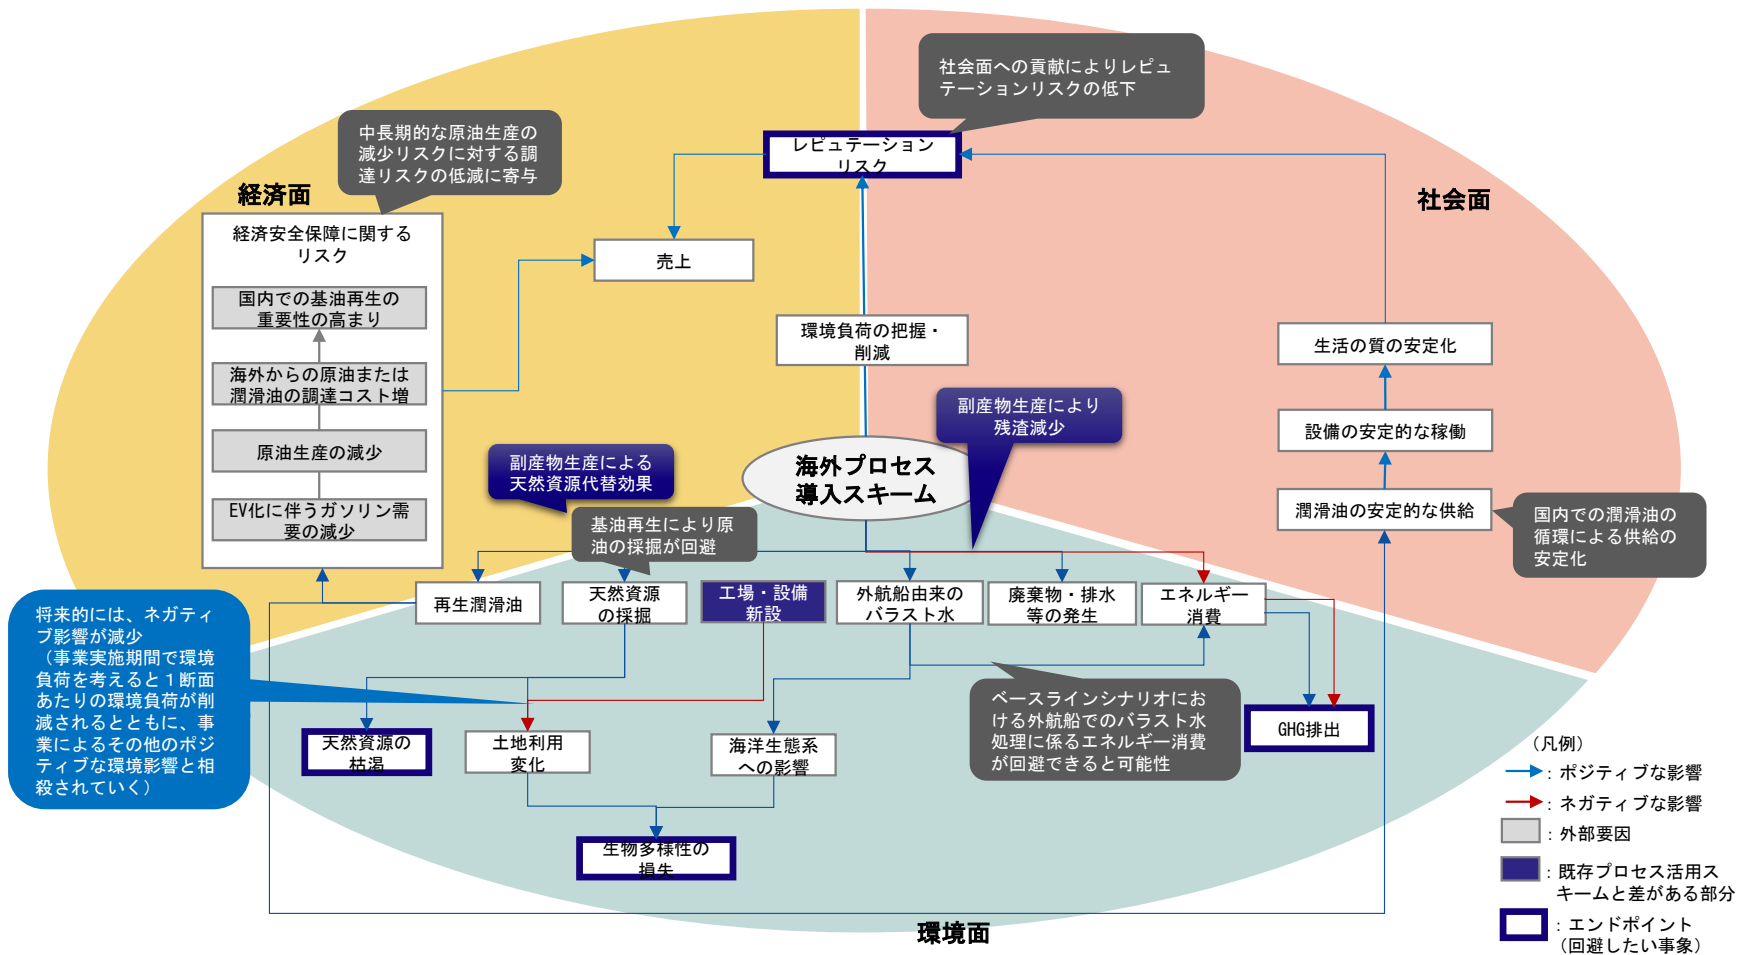 社会面への貢献によりレピュ
テーションリスクの低下
中長期的な原油生産の
減少リスクに対する調
達リスクの低減に寄与
レピュテーション
リスク
経済面
社会面
経済安全保障に関する
リスク
売上
国内での基油再生の
重要性の高まり
環境負荷の把握・
削減
生活の質の安定化
海外からの原油または
潤滑油の調達コスト増
副産物生産により
残渣減少
設備の安定的な稼働
原油生産の減少
副産物生産による
天然資源代替効果
海外プロセス
導入スキーム
EV化に伴うガソリン需
要の減少
潤滑油の安定的な供給
国内での潤滑油の
循環による供給の
安定化
基油再生により原
油の採掘が回避
再生潤滑油
天然資源
の採掘
工場・設備
新設
外航船由来の
バラスト水
廃棄物・排水
等の発生
エネルギー
消費
将来的には、ネガティ
ブ影響が減少
（事業実施期間で環境
負荷を考えると１断面
あたりの環境負荷が削
減されるとともに、事
業によるその他のポジ
ティブな環境影響と相
殺されていく）
ベースラインシナリオにお
ける外航船でのバラスト水
処理に係るエネルギー消費
が回避できると可能性
天然資源の
枯渇
土地利用
変化
海洋生態系
への影響
GHG排出
生物多様性の
損失
環境面
（凡例）
：ポジティブな影響
：ネガティブな影響
：外部要因
：既存プロセス活用ス
キームと差がある部分
：エンドポイント
（回避したい事象）